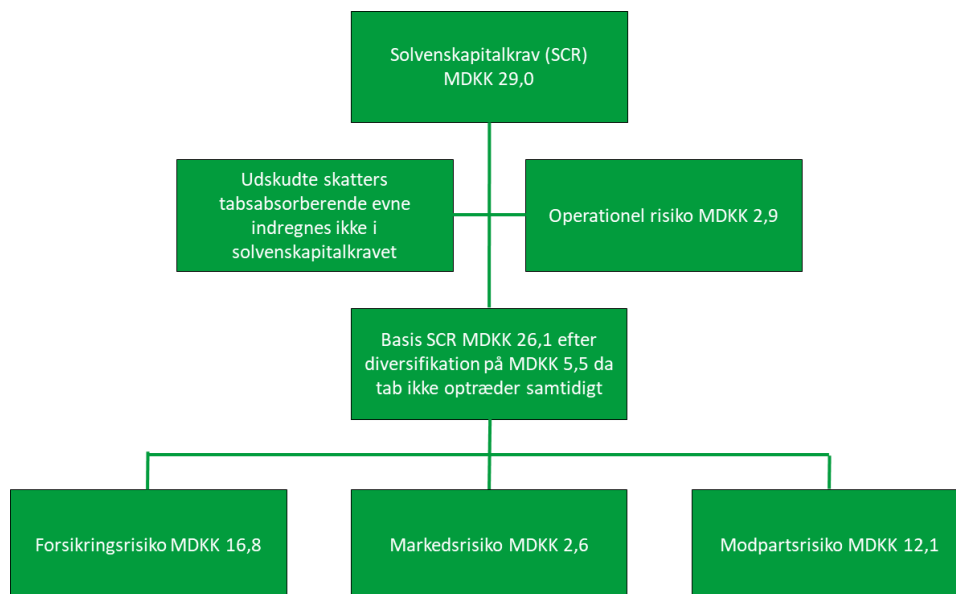 Solvenskapitalkrav (SCR)
MDKK 29,0
Udskudte skatters
tabsabsorberende evne
indregnes ikke i
solvenskapitalkravet
Operationel risiko MDKK 2,9
Basis SCR MDKK 26,1 efter
diversifikation på MDKK 5,5 da
tab ikke optræder samtidigt
Forsikringsrisiko MDKK 16,8
Markedsrisiko MDKK 2,6
Modpartsrisiko MDKK 12,1